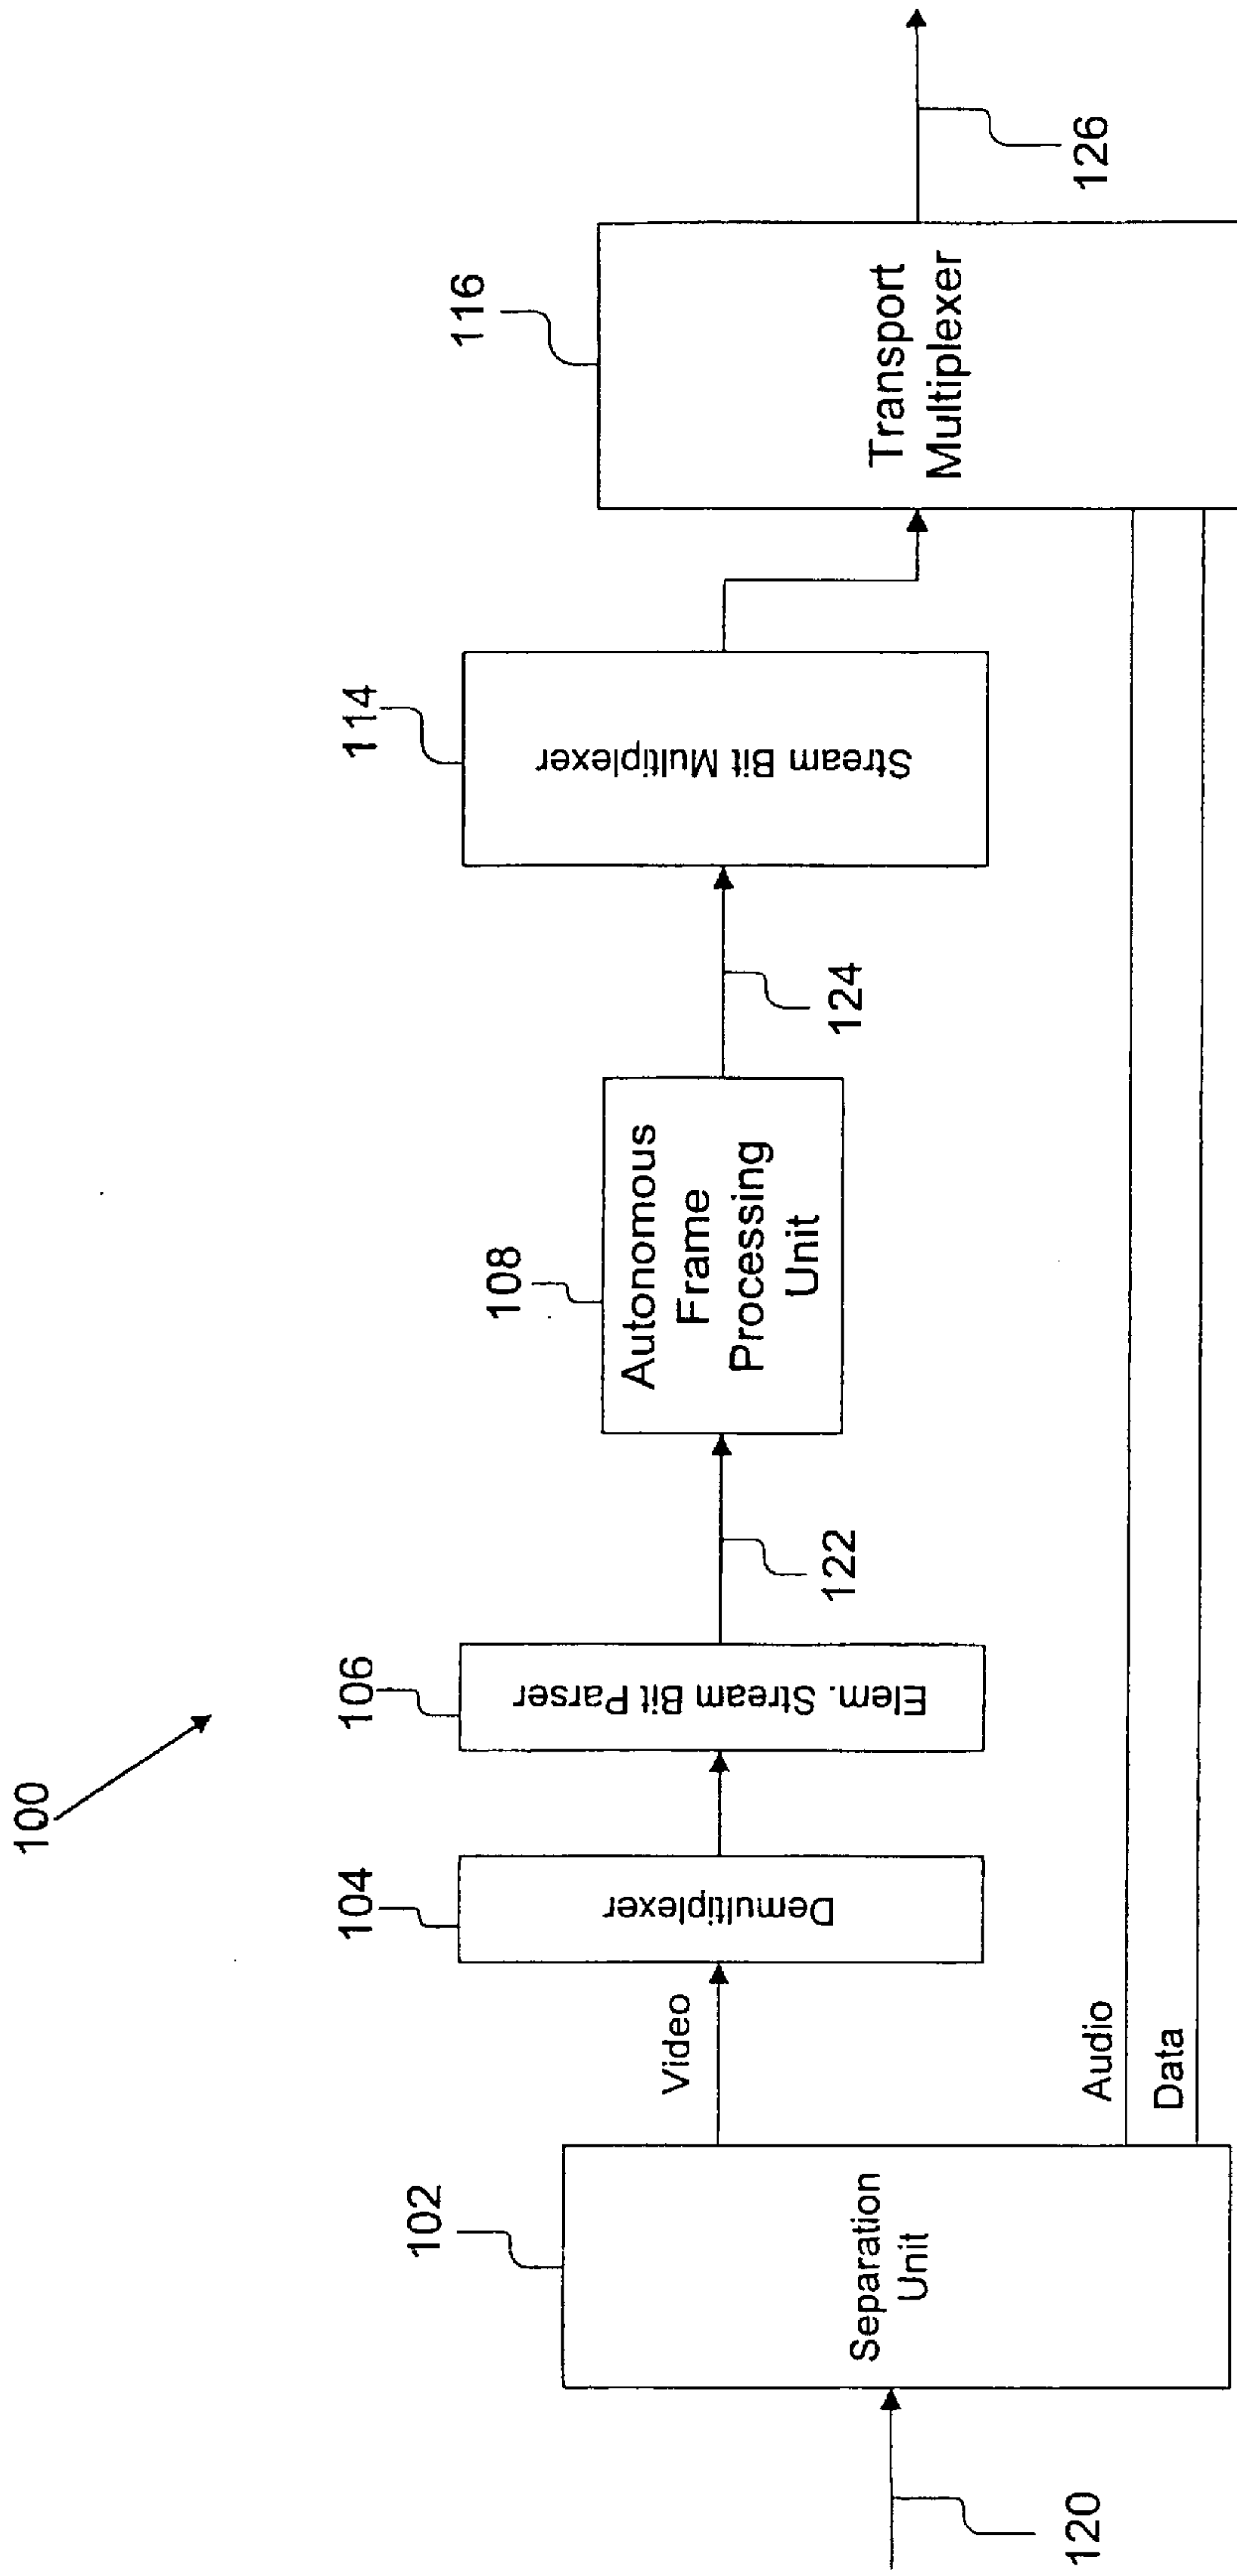 100
102
Separation
Unit
120
Video
Audio
Data
104
Demultiplexer
106
Elem. Stream Bit Parser
122
108
Autonomous
Frame
Processing
Unit
124
114
Stream Bit Multiplexer
116
Transport
Multiplexer
126